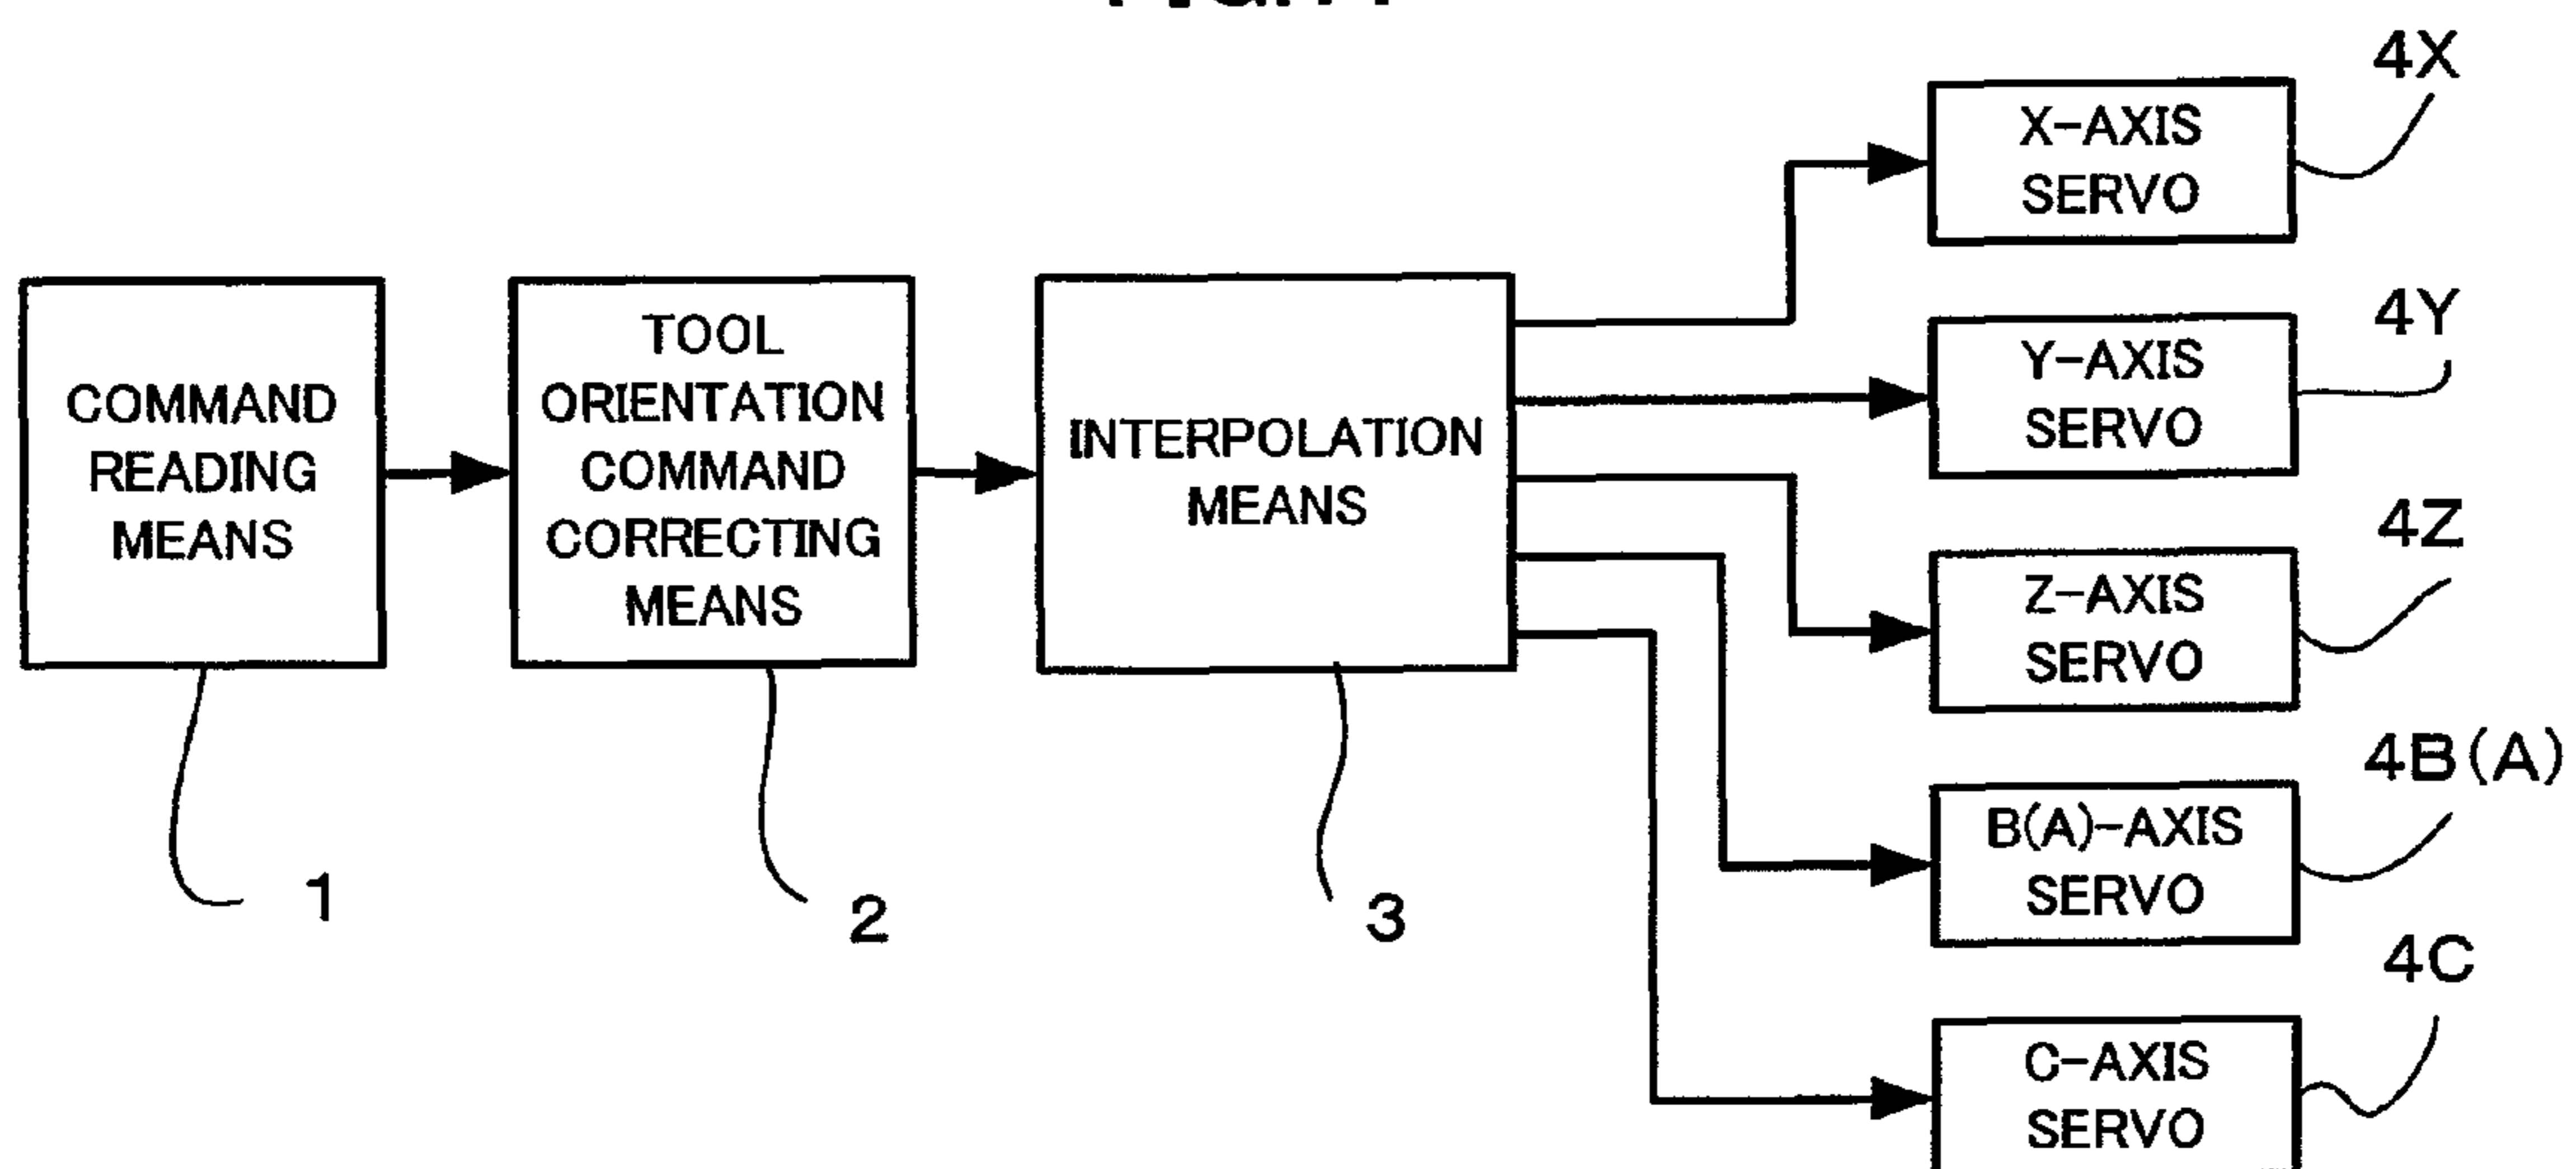 4X
X-AXIS
SERVO
4Y
Y-AXIS
SERVO
COMMAND
READING
MEANS
TOOL
ORIENTATION
COMMAND
CORRECTING
MEANS
INTERPOLATION
MEANS
4Z
Z-AXIS
SERVO
4B(A)
B(A)-AXIS
SERVO
1
2
3
4C
C-AXIS
SERVO